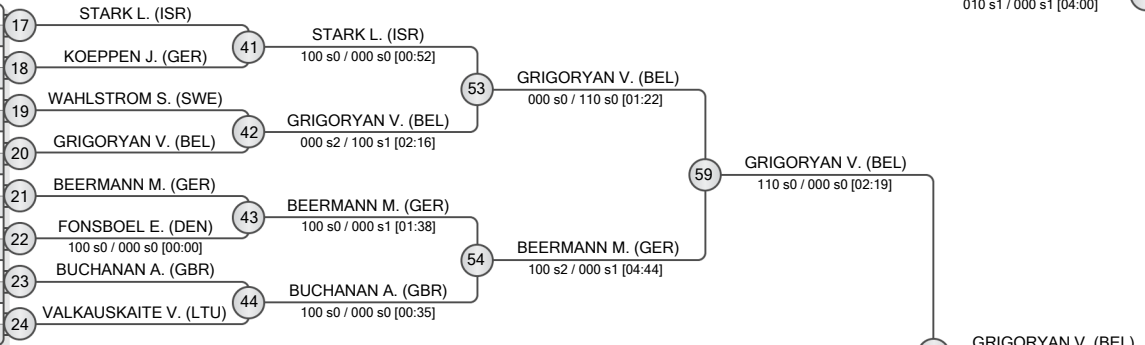 010 s1 / 000 s1 [04:00]
17
STARK L. (ISR)
41
STARK L. (ISR)
100 s0 / 000 s0 [00:52]
18
KOEPPEN J. (GER)
53
GRIGORYAN V. (BEL)
000 s0 / 110 s0 [01:22]
19
WAHLSTROM S. (SWE)
42
GRIGORYAN V. (BEL)
000 s2 / 100 s1 [02:16]
20
GRIGORYAN V. (BEL)
59
GRIGORYAN V. (BEL)
110 s0 / 000 s0 [02:19]
21
BEERMANN M. (GER)
43
BEERMANN M. (GER)
100 s0 / 000 s1 [01:38]
22
FONSBOEL E. (DEN)
100 s0 / 000 s0 [00:00]
54
BEERMANN M. (GER)
100 s2 / 000 s1 [04:44]
23
BUCHANAN A. (GBR)
44
BUCHANAN A. (GBR)
100 s0 / 000 s0 [00:35]
24
VALKAUSKAITE V. (LTU)
GRIGORYAN V. (BEL)